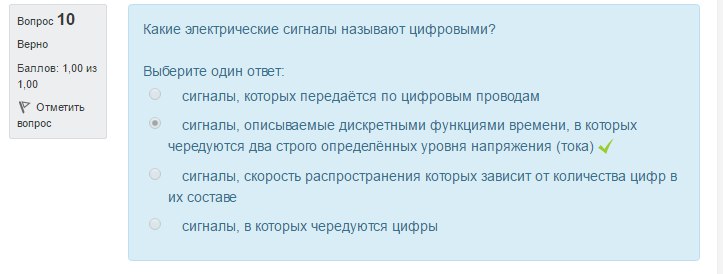 Вопрос 10
Верно
Баллов: 1,00 из
1,00
Отметить
вопрос
Какие электрические сигналы называют цифровыми?
Выберите один ответ:
сигналы, которых передаётся по цифровым проводам
сигналы, описываемые дискретными функциями времени, в которых
чередуются два строго определённых уровня напряжения (тока)
сигналы, скорость распространения которых зависит от количества цифр в
их составе
сигналы, в которых чередуются цифры